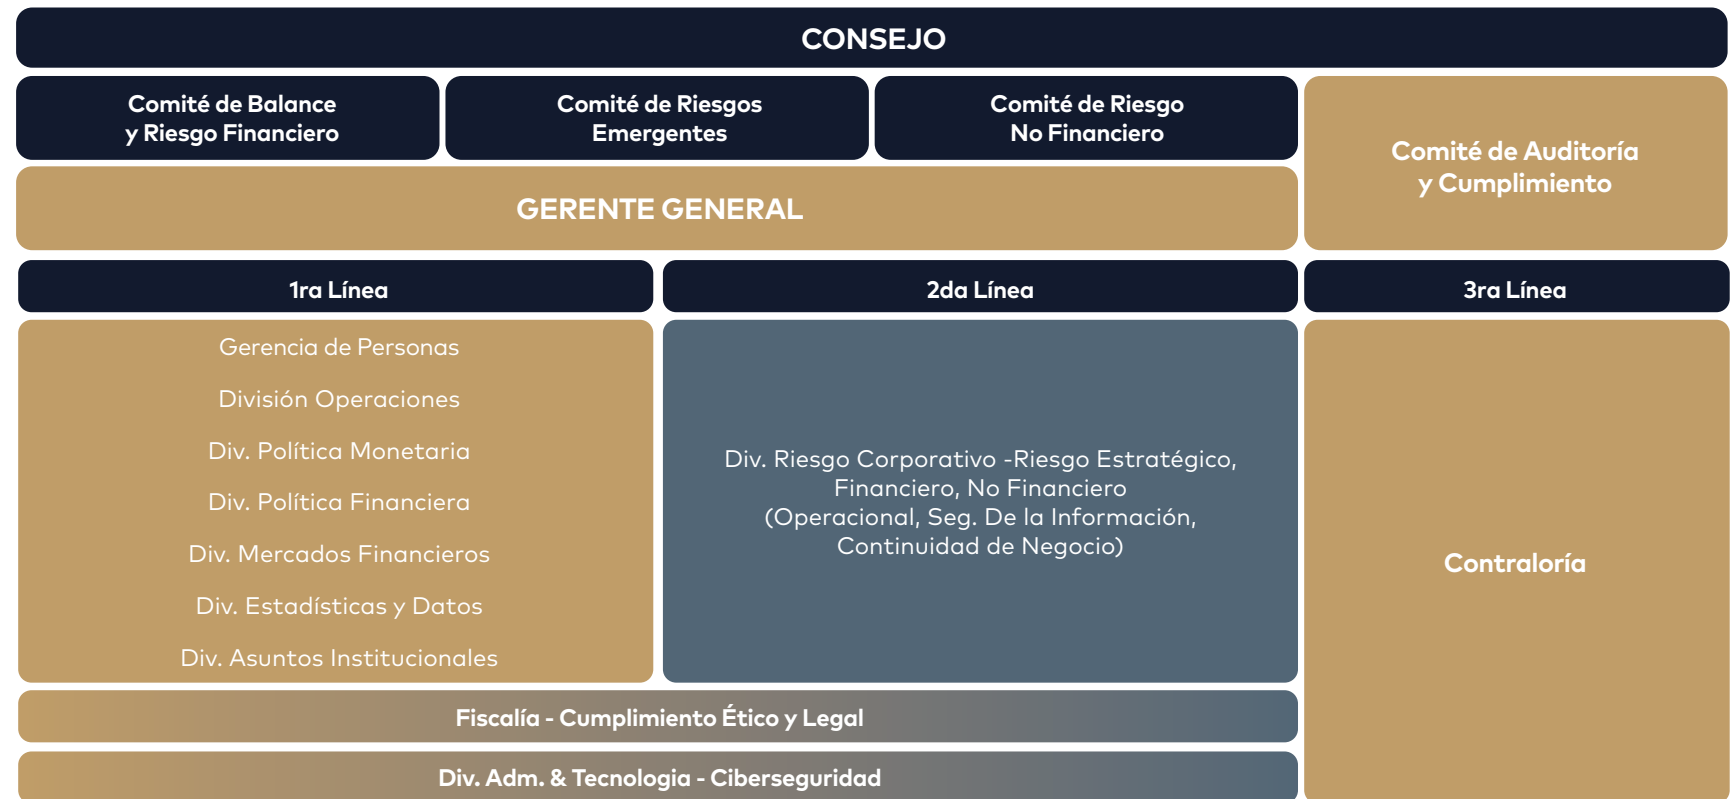 CONSEJO
Comité de Balance
y Riesgo Financiero
Comité de Riesgos
Emergentes
Comité de Riesgo
No Financiero
Comité de Auditoría
y Cumplimiento
GERENTE GENERAL
1ra Línea
2da Línea
3ra Línea
Gerencia de Personas
División Operaciones
Div. Política Monetaria
Div. Política Financiera
Div. Mercados Financieros
Div. Estadísticas y Datos
Div. Asuntos Institucionales
Div. Riesgo Corporativo -Riesgo Estratégico,
Financiero, No Financiero
(Operacional, Seg. De la Información,
Continuidad de Negocio)
Contraloría
Fiscalía - Cumplimiento Ético y Legal
Div. Adm. & Tecnologia - Ciberseguridad